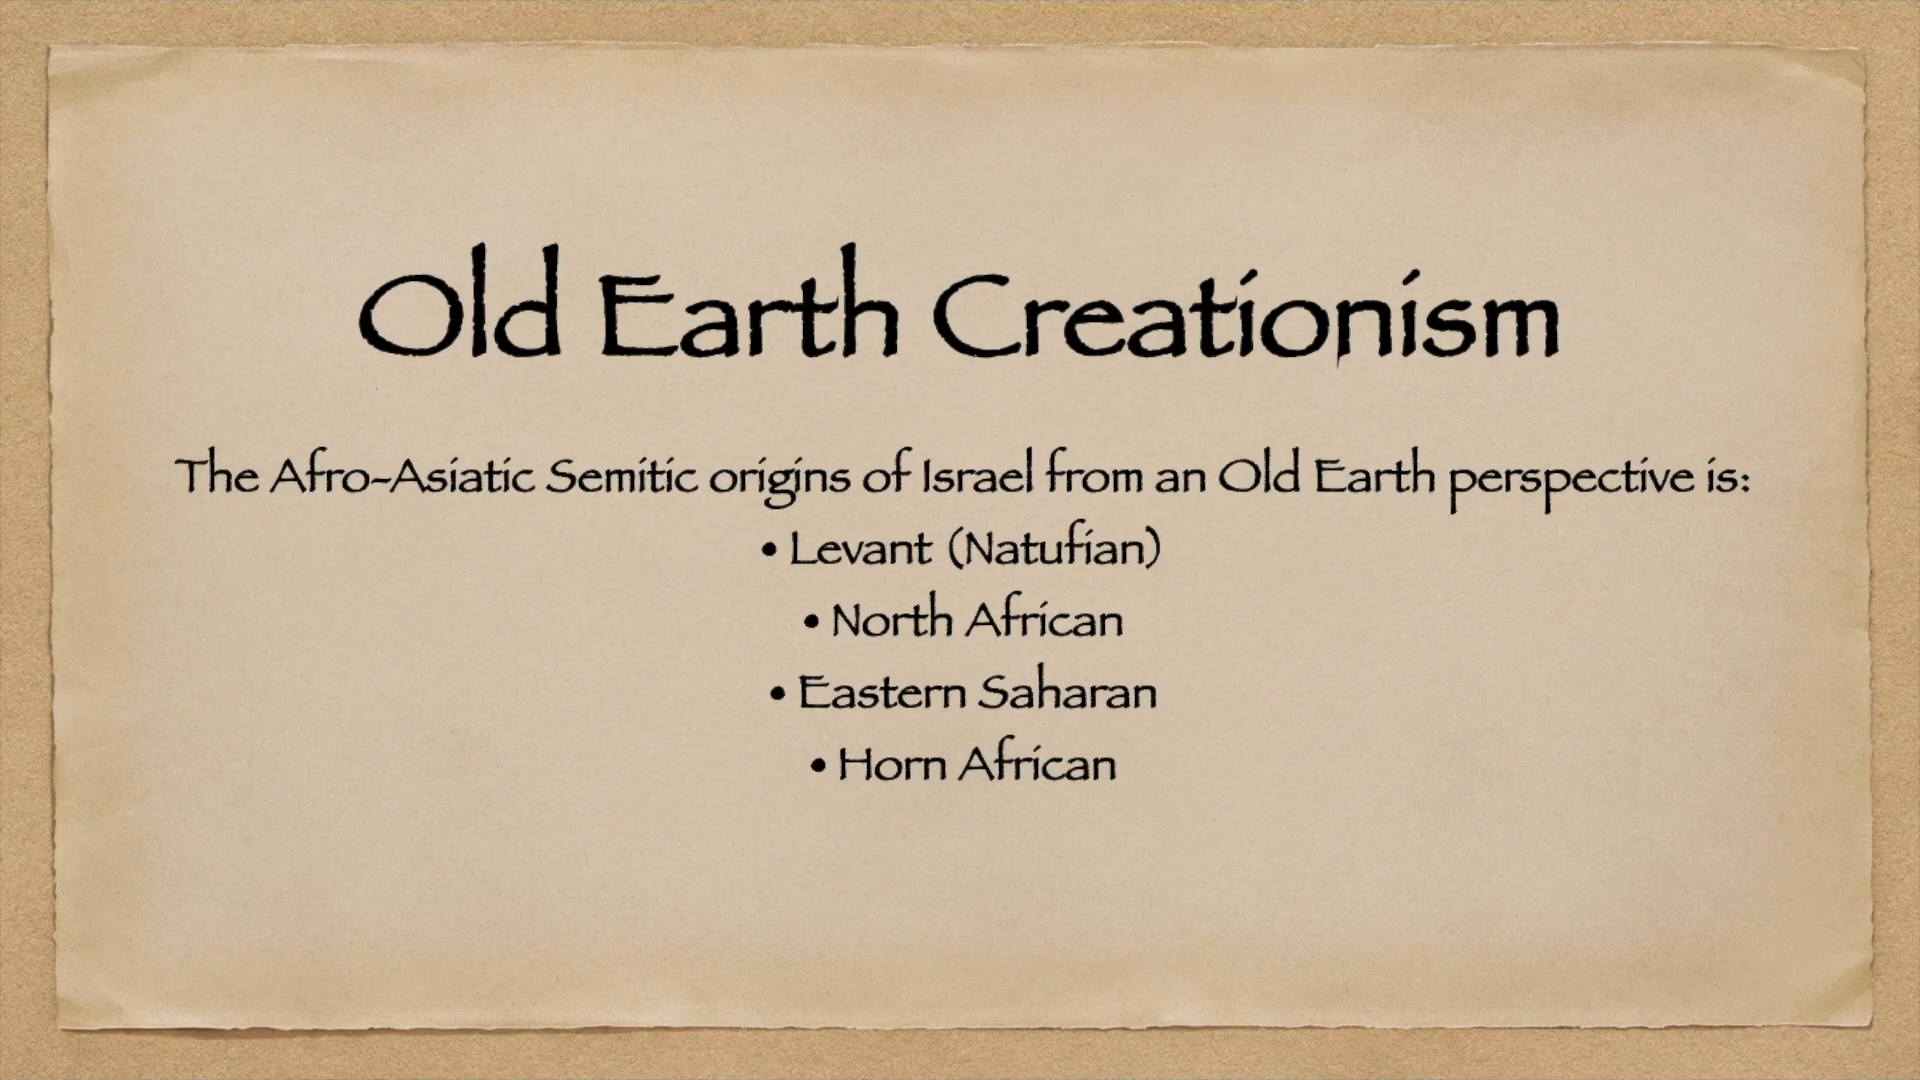 Old Earth Creationism
The Afro-Asiatic Semitic origins of Israel from an Old Earth perspective is:
• Levant (Natufian)
• North African
• Eastern Saharan
• Horn African